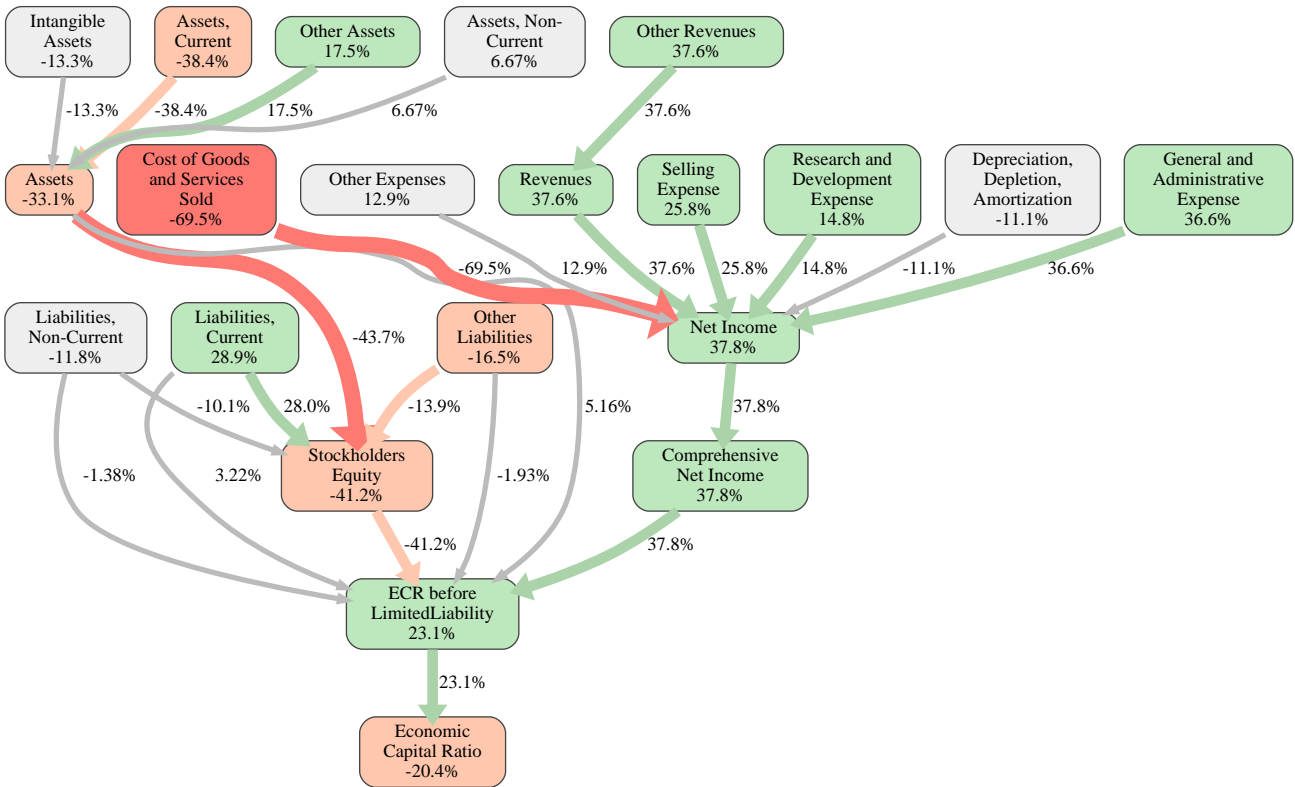 Intangible
Assets
-13.3%
Assets,
Current
-38.4%
Other Assets
17.5%
Assets, Non-
Current
6.67%
Other Revenues
37.6%
-13.3%
-38.4%
17.5%
6.67%
37.6%
Assets
-33.1%
Cost of Goods
and Services
Sold
-69.5%
Other Expenses
12.9%
Revenues
37.6%
Selling
Expense
25.8%
Research and
Development
Expense
14.8%
Depreciation,
Depletion,
Amortization
-11.1%
General and
Administrative
Expense
36.6%
-69.5%
12.9%
37.6%
25.8%
14.8%
-11.1%
36.6%
Liabilities,
Non-Current
-11.8%
Liabilities,
Current
28.9%
-43.7%
Other
Liabilities
-16.5%
Net Income
37.8%
-10.1%
28.0%
-13.9%
5.16%
37.8%
-1.38%
3.22%
Stockholders
Equity
-41.2%
-1.93%
Comprehensive
Net Income
37.8%
-41.2%
37.8%
ECR before
LimitedLiability
23.1%
23.1%
Economic
Capital Ratio
-20.4%